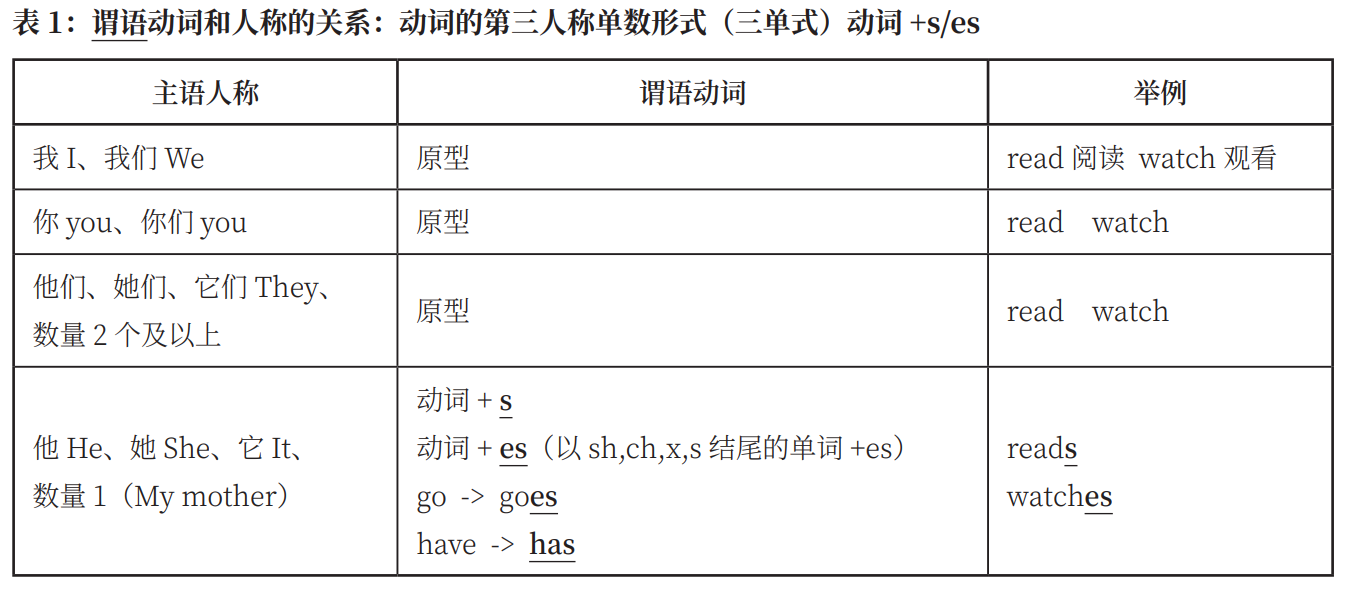 表 1：谓语动词和人称的关系：动词的第三人称单数形式（三单式）动词 +s/es
主语人称
谓语动词
举例
我 I、我们 We
原型
read 阅读 watch 观看
你 you、你们 you
原型
read watch
他们、她们、它们 They、
数量 2 个及以上
原型
read watch
他 He、她 She、它 It、
数量 1（My mother）
动词 + s
动词 + es（以 sh,ch,x,s 结尾的单词 +es）
go -> goes
have -> has
reads
watches